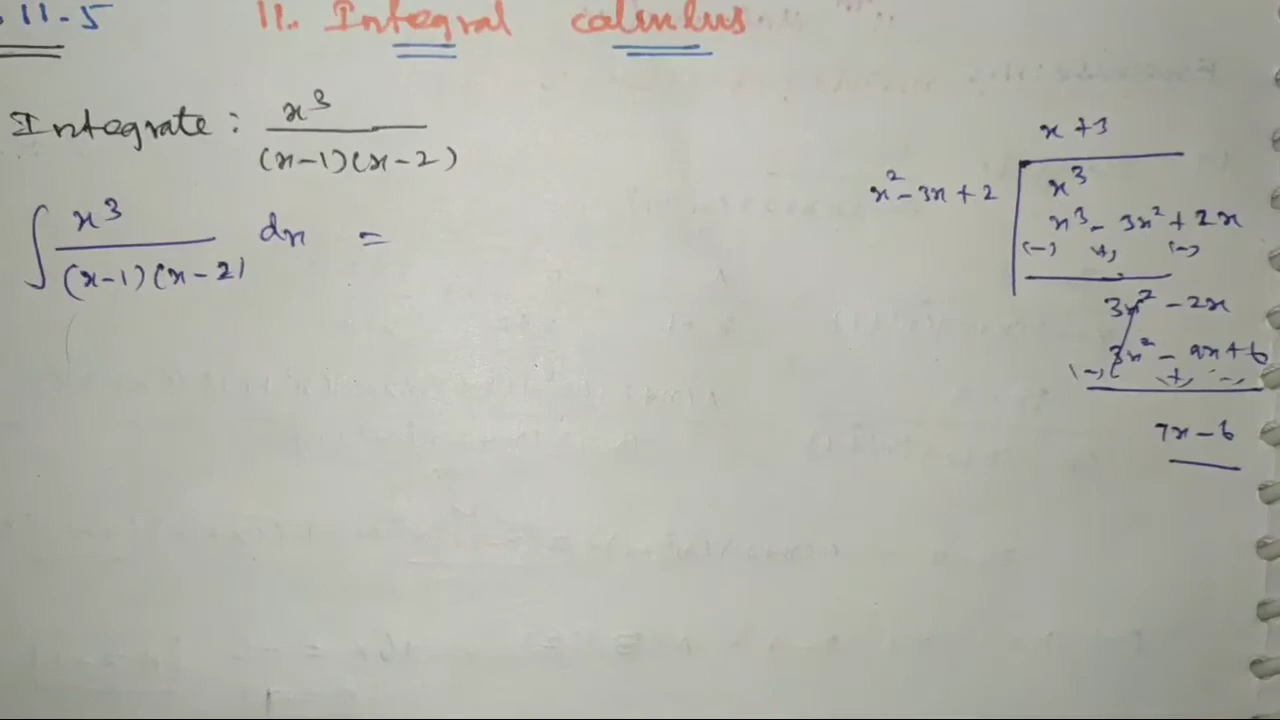 .11-5 11. Integral calculus
Integrate: x³/(x-1)(x-2)
∫ x³/(x-1)(x-2) dx =
x + 3
x² - 3x + 2
x³
x³ - 3x² + 2x
(-) (+) (-)
3x² - 2x
3x² - 9x + 6
(-) (+) (-)
7x - 6